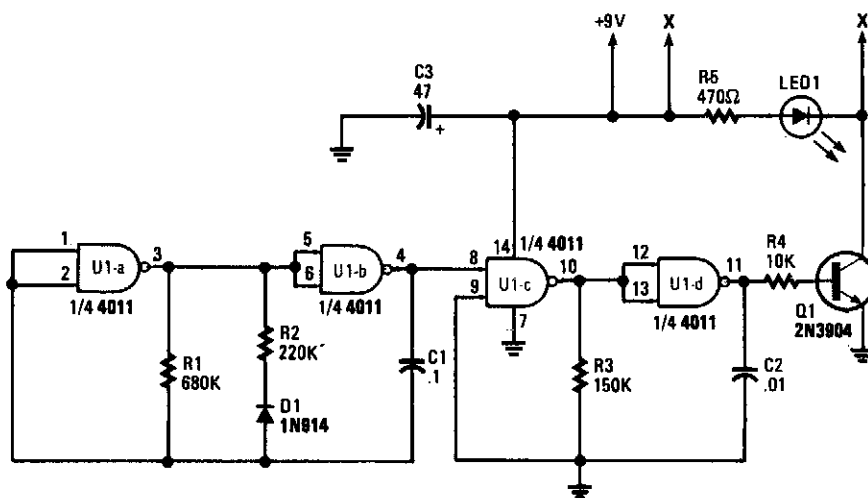 +9V
X
X
C3
47
+
R5
470Ω
LED1
1
2
U1-a
3
1/4 4011
5
6
U1-b
4
1/4 4011
14
1/4 4011
8
9
U1-c
10
7
12
13
U1-d
11
1/4 4011
R4
10K
Q1
2N3904
R1
680K
R2
220K
D1
1N914
C1
.1
R3
150K
C2
.01